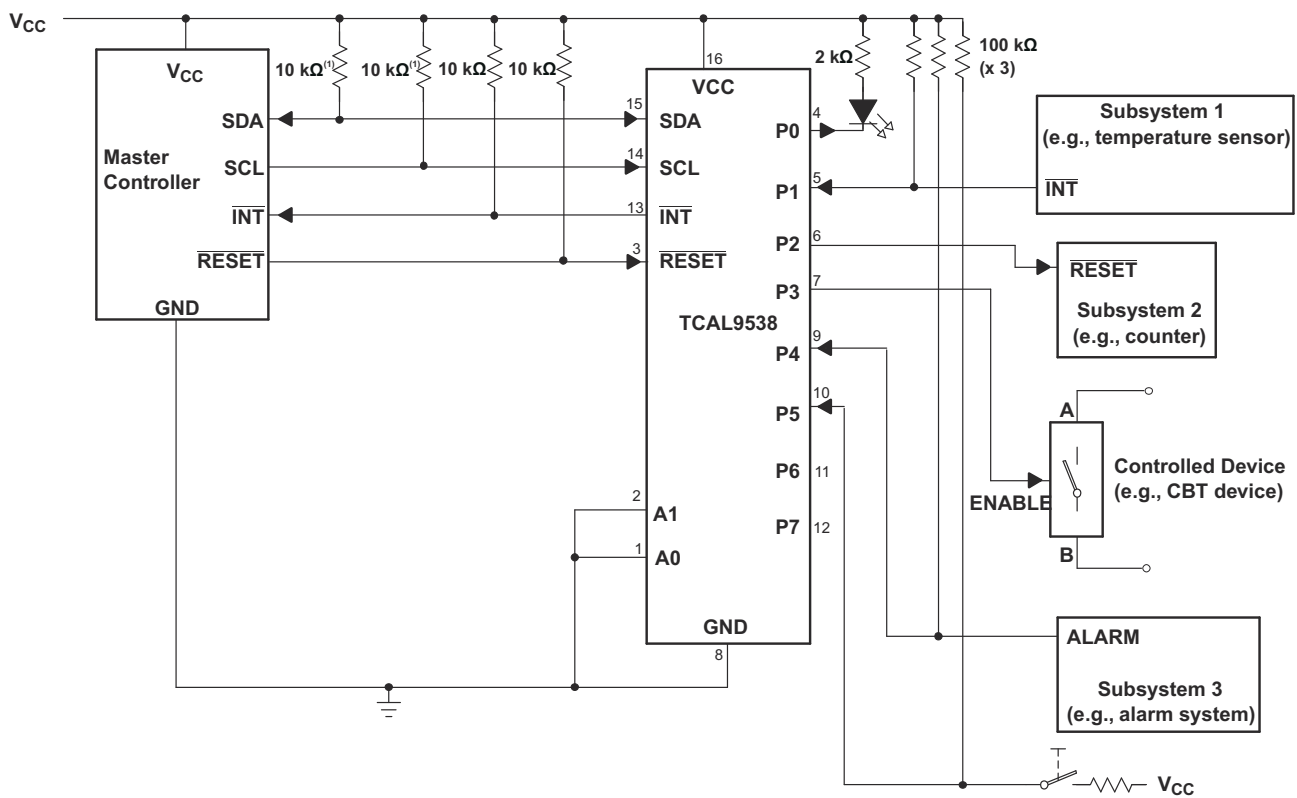 V_CC
V_CC
10 kΩ(1)
10 kΩ(1)
10 kΩ
10 kΩ
16
VCC
2 kΩ
100 kΩ
(x 3)
Master
Controller
SDA
SCL
INT
RESET
GND
15
SDA
14
SCL
13
INT
3
RESET
TCAL9538
2
A1
1
A0
GND
8
P0
4
P1
5
P2
6
P3
7
P4
9
P5
10
P6
11
P7
12
Subsystem 1
(e.g., temperature sensor)
INT
RESET
Subsystem 2
(e.g., counter)
A
ENABLE
B
Controlled Device
(e.g., CBT device)
ALARM
Subsystem 3
(e.g., alarm system)
V_CC